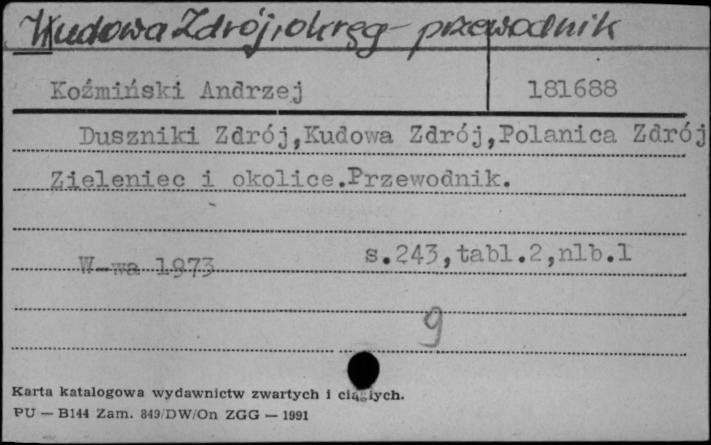 Kudowa Zdrój, okręg - przewodnik
Koźmiński Andrzej 181688
Duszniki Zdrój,Kudowa Zdrój,Polanica Zdrój
Zieleniec i okolice.Przewodnik.
W-wa 1973 s.243,tabl.2,nlb.1
9
Karta katalogowa wydawnictw zwartych i ciągłych.
PU — B144 Zam. 849/DW/On ZGG — 1991